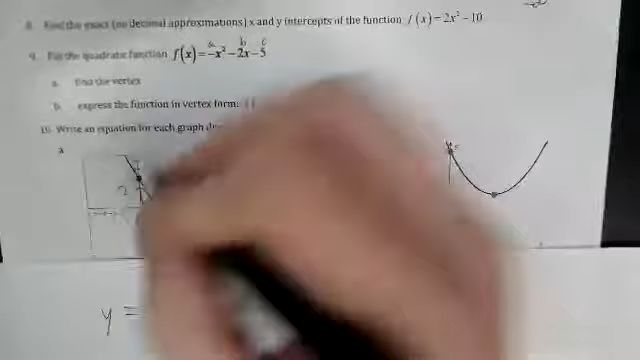 8. Find the exact (no decimal approximations) x and y intercepts of the function f(x) = 2x² - 10
9. For the quadratic function f(x) = -x² - 2x - 5
a b c
a. find the vertex
b. express the function in vertex form:
10. Write an equation for each graph
a
y =